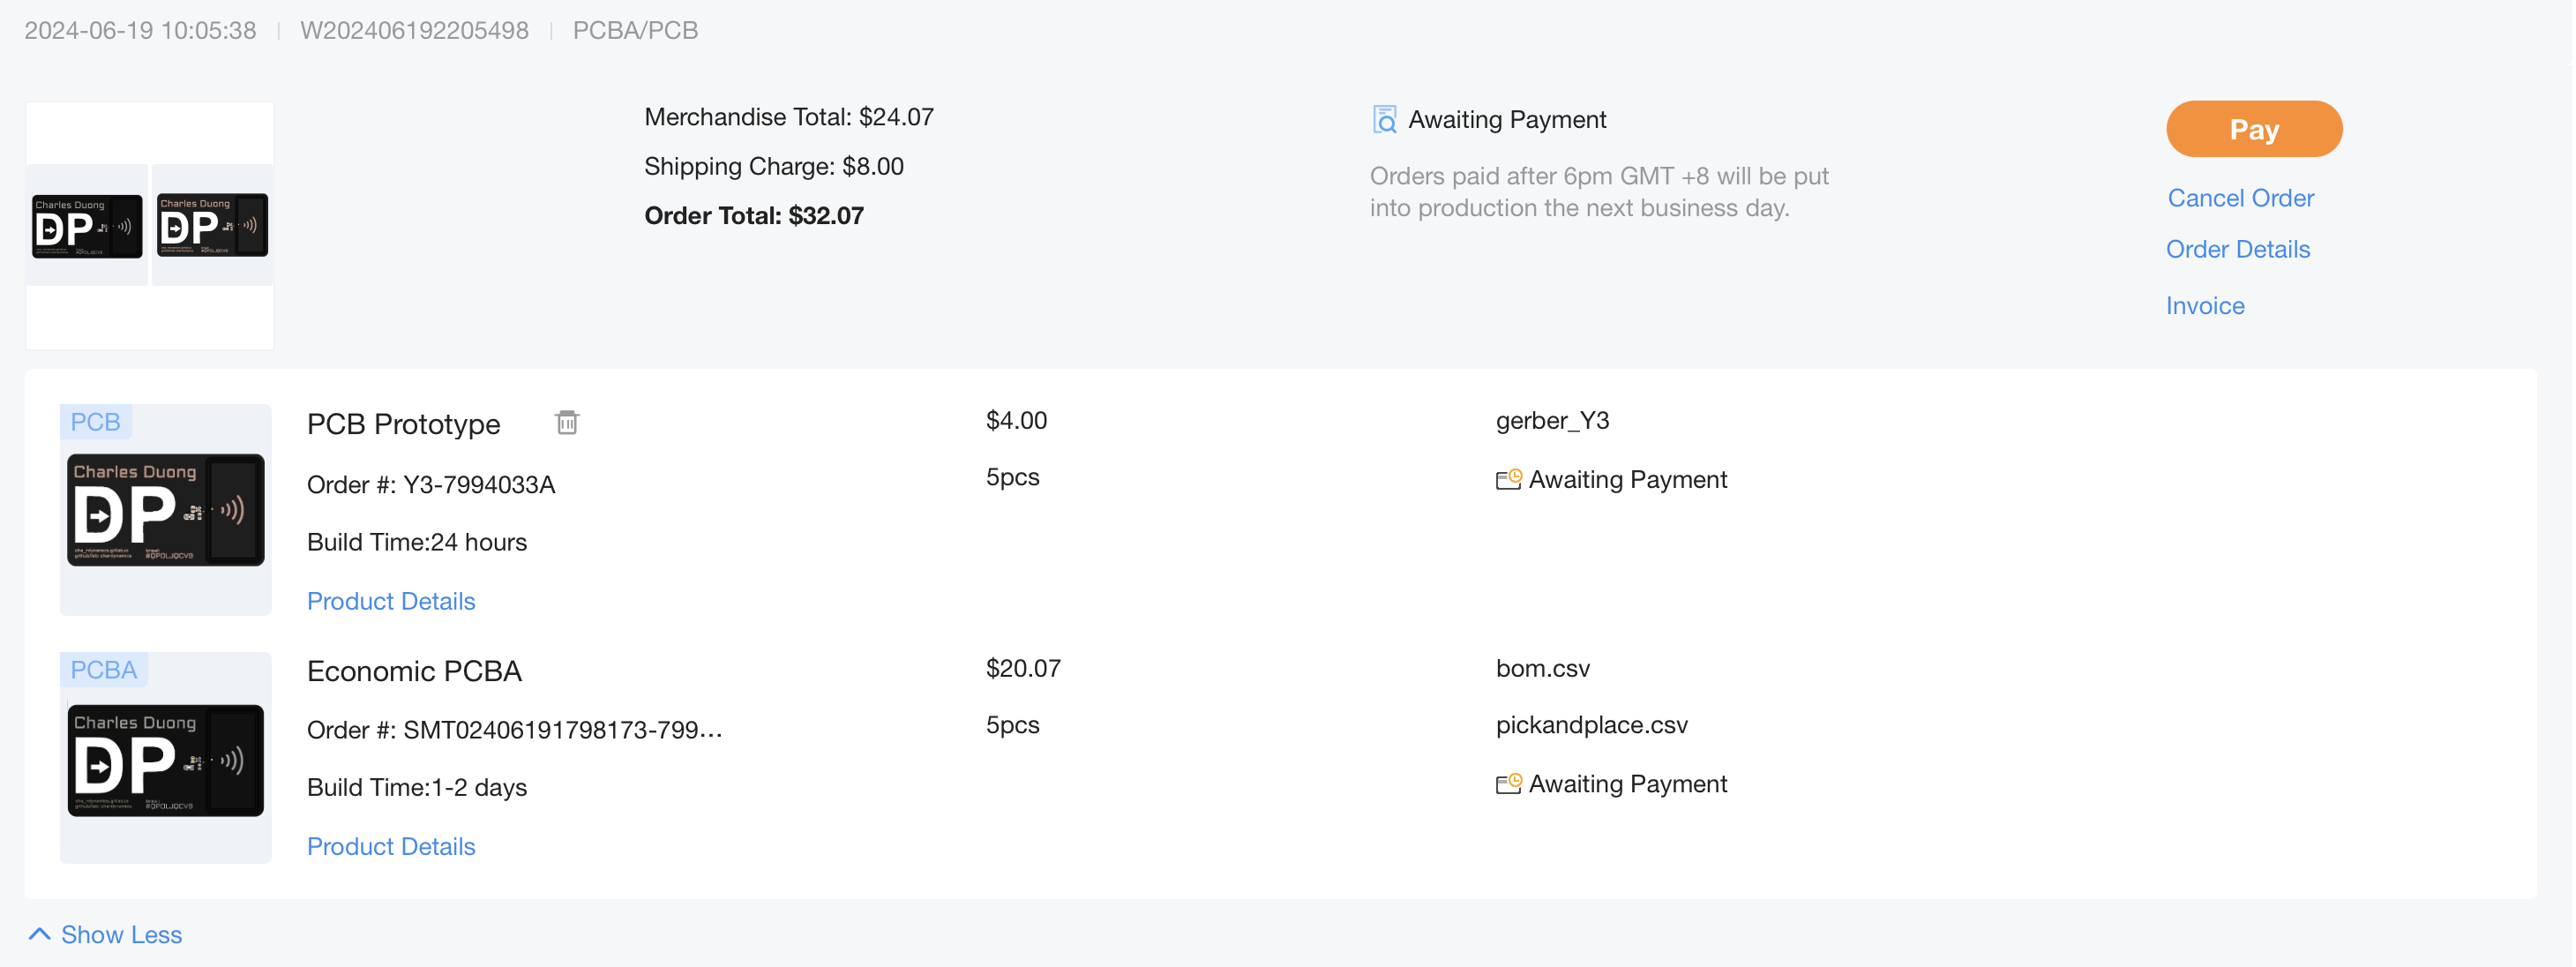 2024-06-19 10:05:38 | W202406192205498 | PCBA/PCB
Charles Duong
DP
Charles Duong
DP
Merchandise Total: $24.07
Shipping Charge: $8.00
Order Total: $32.07
Awaiting Payment
Orders paid after 6pm GMT +8 will be put
into production the next business day.
Pay
Cancel Order
Order Details
Invoice
PCB
Charles Duong
DP
PCB Prototype
Order #: Y3-7994033A
Build Time:24 hours
Product Details
$4.00
5pcs
gerber_Y3
Awaiting Payment
PCBA
Charles Duong
DP
Economic PCBA
Order #: SMT02406191798173-799...
Build Time:1-2 days
Product Details
$20.07
5pcs
bom.csv
pickandplace.csv
Awaiting Payment
Show Less